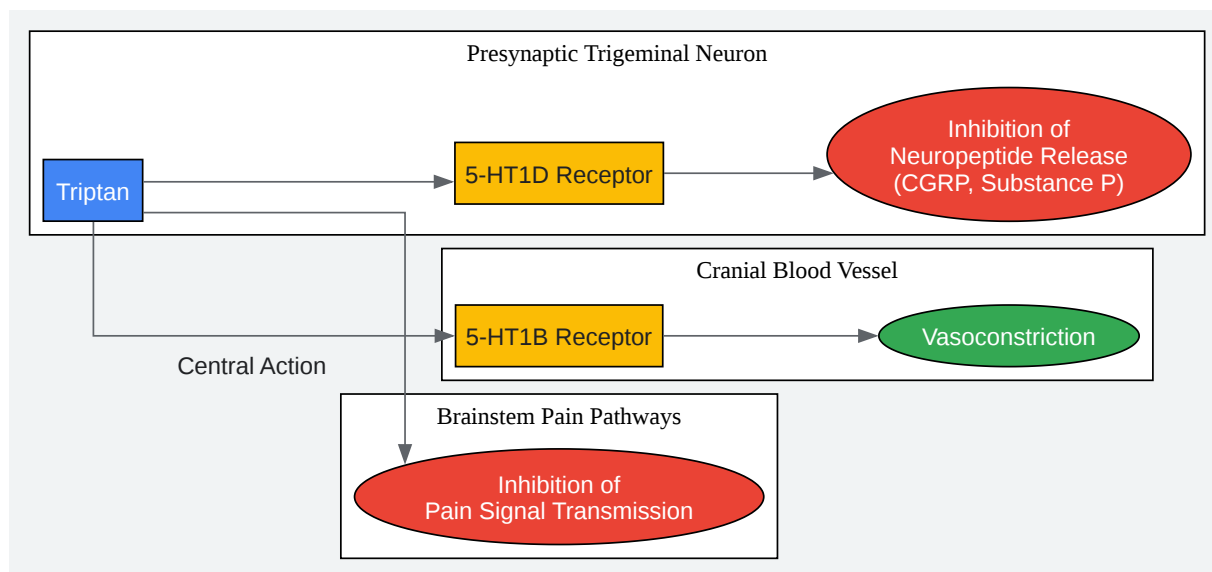 Presynaptic Trigeminal Neuron
Triptan
5-HT1D Receptor
Inhibition of
Neuropeptide Release
(CGRP, Substance P)
Cranial Blood Vessel
5-HT1B Receptor
Vasoconstriction
Central Action
Brainstem Pain Pathways
Inhibition of
Pain Signal Transmission